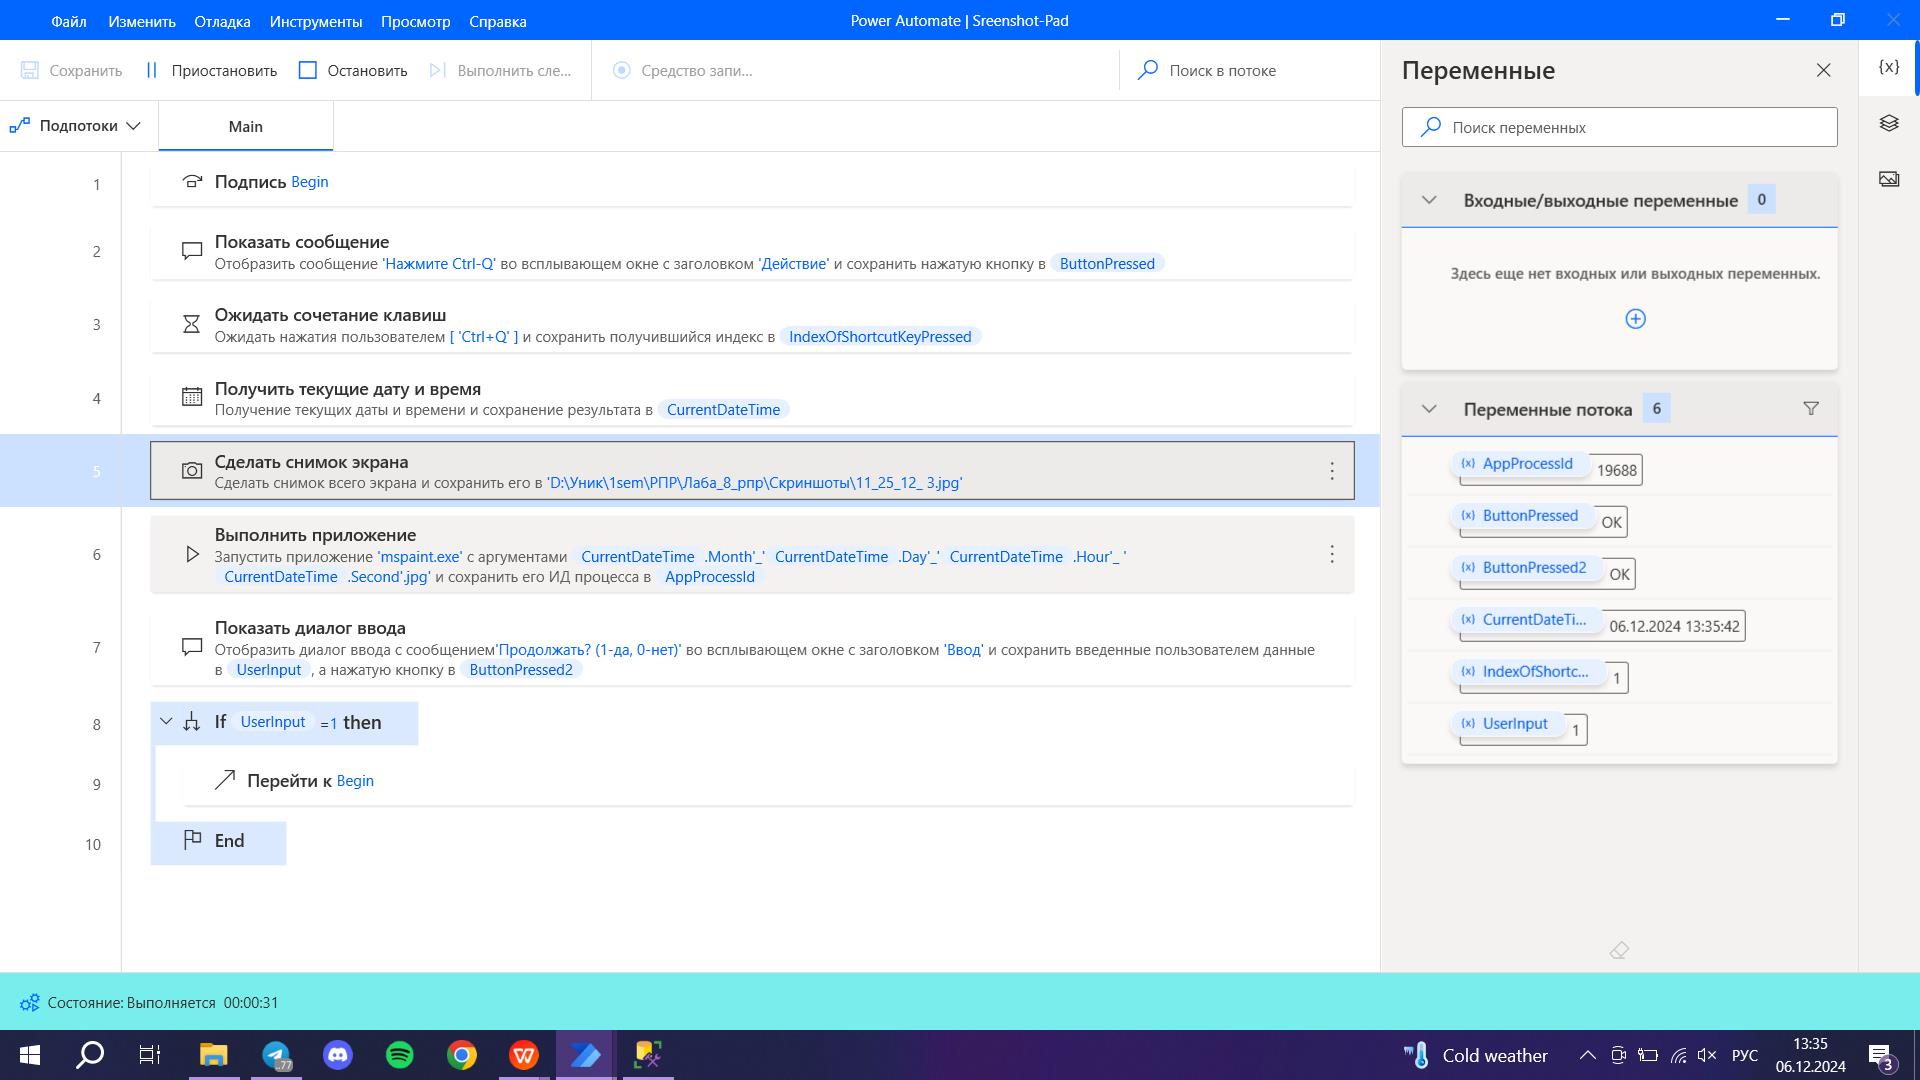 Файл Изменить Отладка Инструменты Просмотр Справка
Power Automate | Sreenshot-Pad
Сохранить Приостановить Остановить Выполнить сле... Средство запи... Поиск в потоке
Подпотоки Main
1 Подпись Begin
2 Показать сообщение
Отобразить сообщение 'Нажмите Ctrl-Q' во всплывающем окне с заголовком 'Действие' и сохранить нажатую кнопку в ButtonPressed
3 Ожидать сочетание клавиш
Ожидать нажатия пользователем [ 'Ctrl+Q' ] и сохранить получившийся индекс в IndexOfShortcutKeyPressed
4 Получить текущие дату и время
Получение текущих даты и времени и сохранение результата в CurrentDateTime
5 Сделать снимок экрана
Сделать снимок всего экрана и сохранить его в 'D:\Уник\1sem\РПР\Лаба_8_рпр\Скриншоты\11_25_12_ 3.jpg'
6 Выполнить приложение
Запустить приложение 'mspaint.exe' с аргументами CurrentDateTime .Month'_' CurrentDateTime .Day'_' CurrentDateTime .Hour'_ '
CurrentDateTime .Second'.jpg' и сохранить его ИД процесса в AppProcessId
7 Показать диалог ввода
Отобразить диалог ввода с сообщением'Продолжать? (1-да, 0-нет)' во всплывающем окне с заголовком 'Ввод' и сохранить введенные пользователем данные
в UserInput , а нажатую кнопку в ButtonPressed2
8 If UserInput =1 then
9 Перейти к Begin
10 End
Переменные
{x}
Поиск переменных
Входные/выходные переменные 0
Здесь еще нет входных или выходных переменных.
Переменные потока 6
(x) AppProcessId 19688
(x) ButtonPressed OK
(x) ButtonPressed2 OK
(x) CurrentDateTi... 06.12.2024 13:35:42
(x) IndexOfShortc... 1
(x) UserInput 1
Состояние: Выполняется 00:00:31
77
Cold weather
РУС
13:35
06.12.2024
3